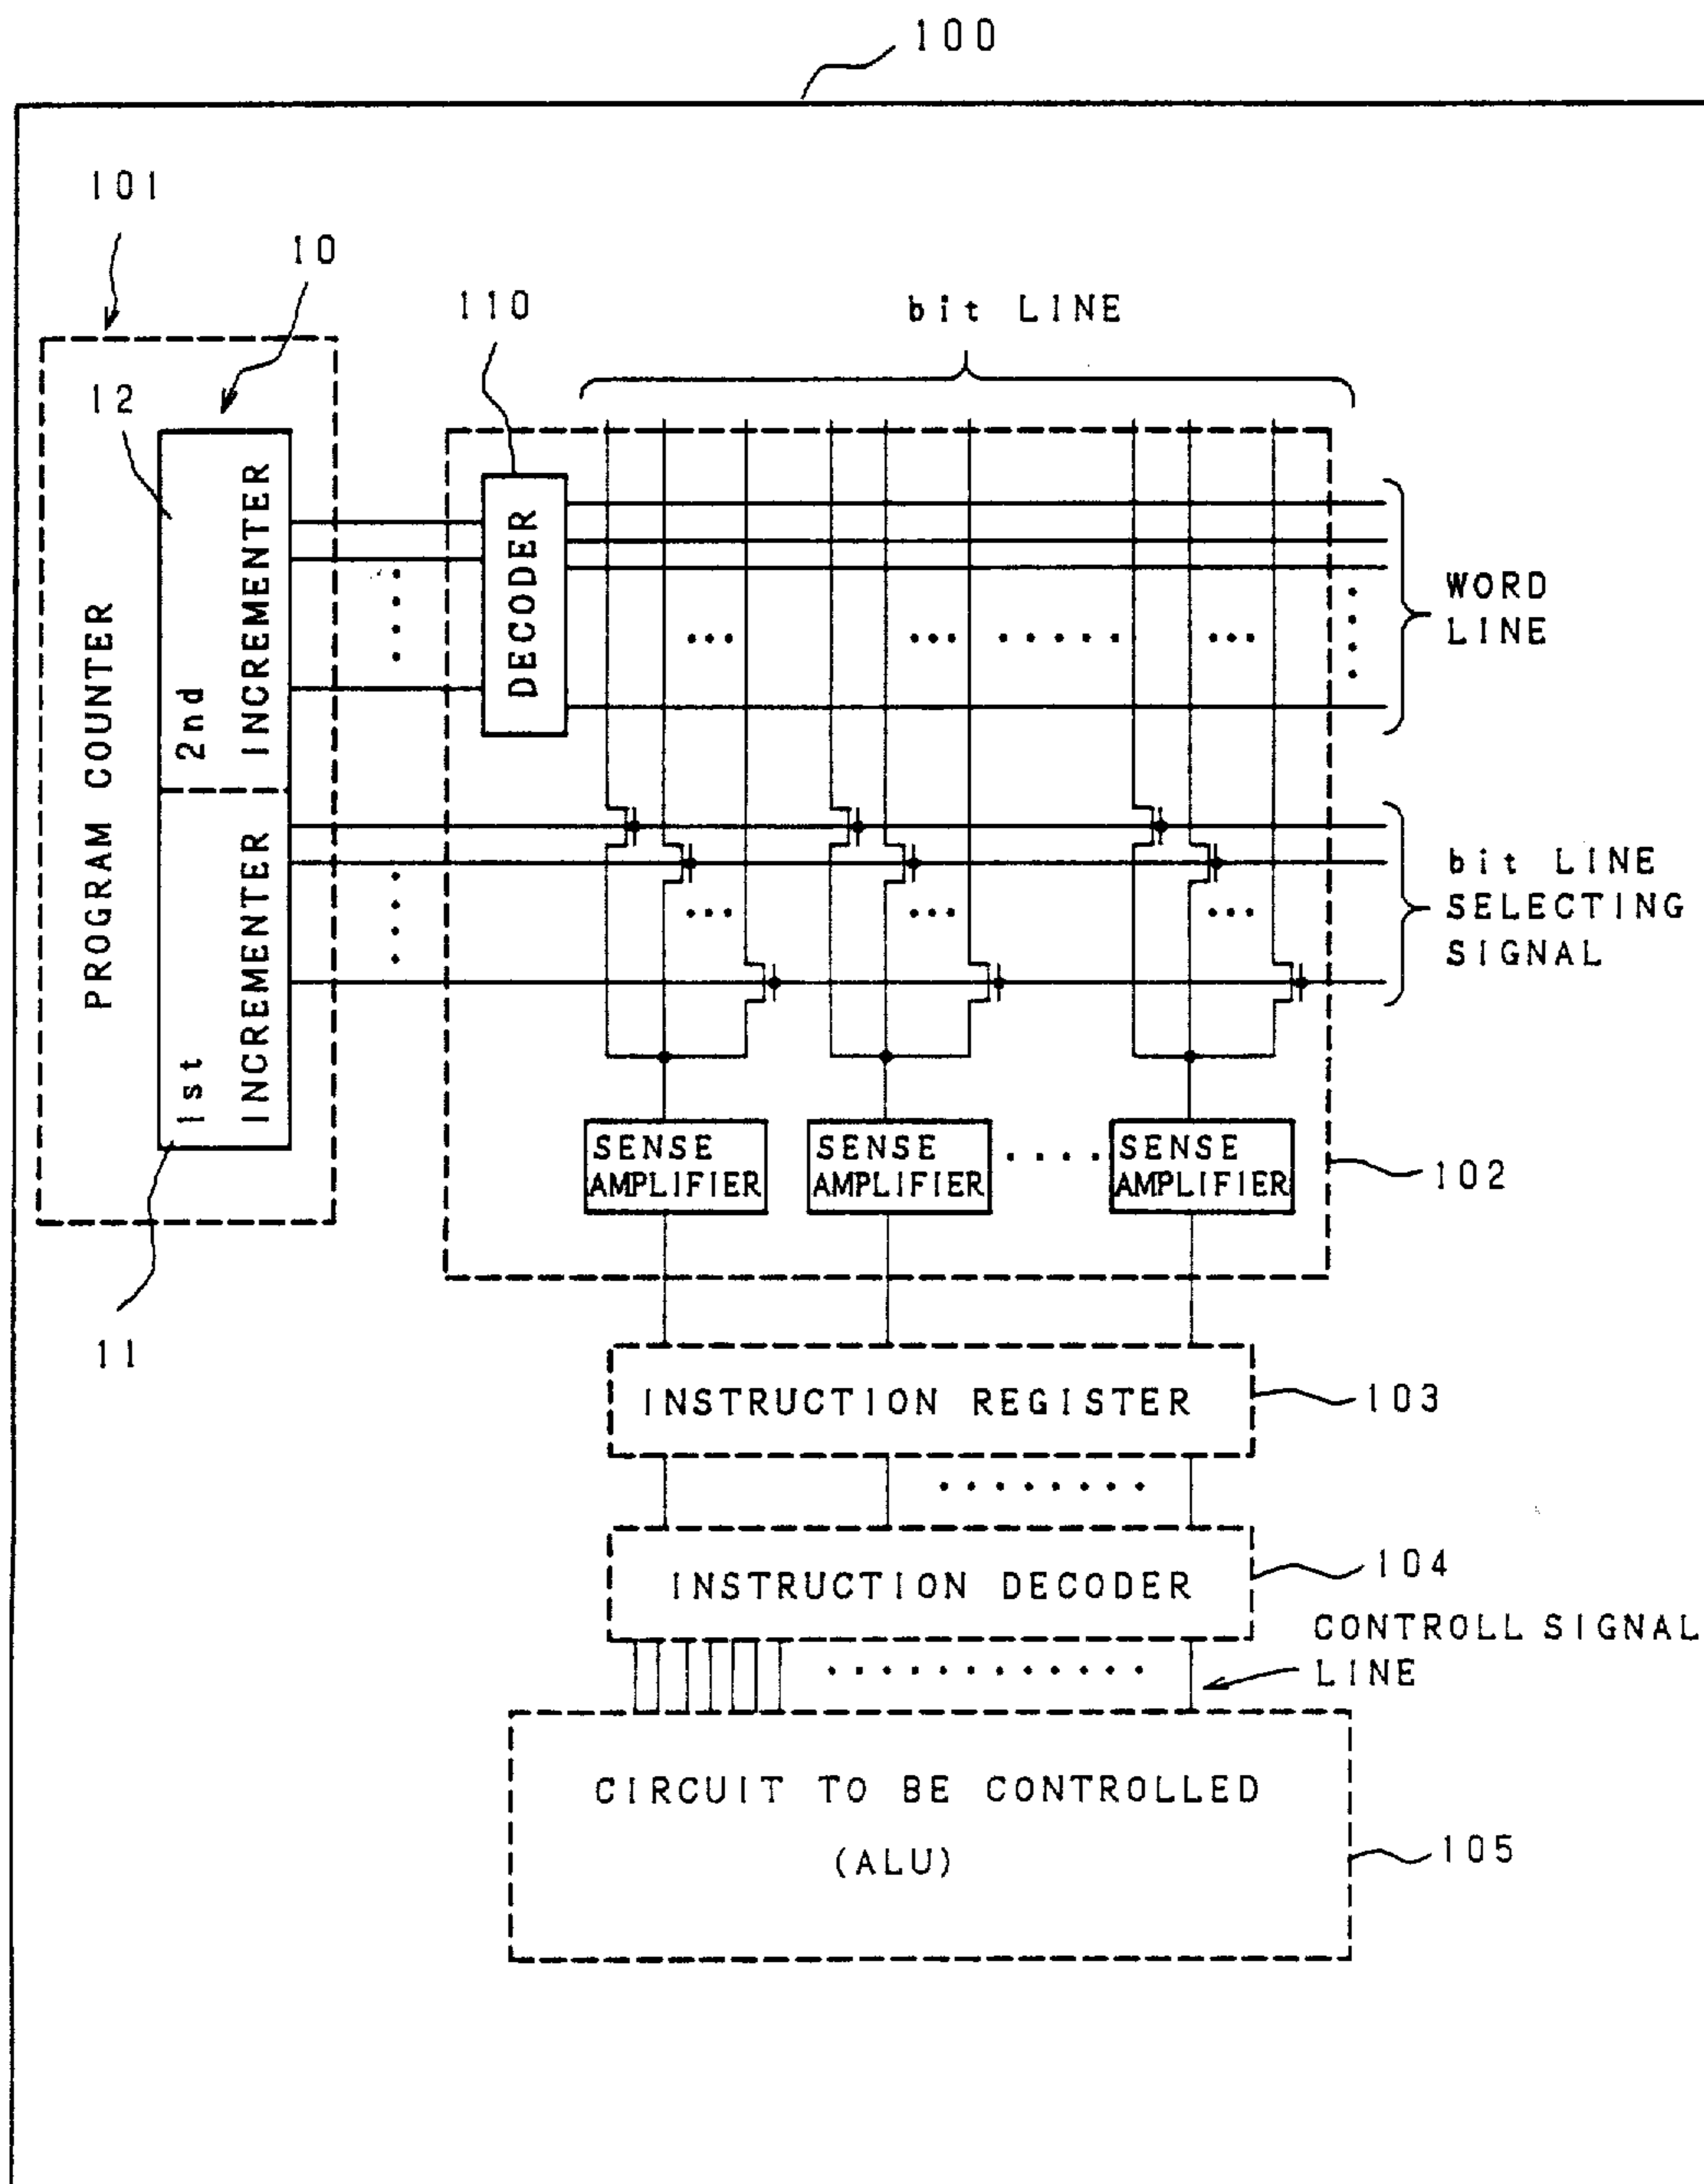 100
101
10
110
bit LINE
12
PROGRAM COUNTER
2nd
INCREMENTER
1st
INCREMENTER
DECODER
WORD
LINE
bit LINE
SELECTING
SIGNAL
SENSE
AMPLIFIER
SENSE
AMPLIFIER
SENSE
AMPLIFIER
102
11
INSTRUCTION REGISTER
103
INSTRUCTION DECODER
104
CONTROLL SIGNAL
LINE
CIRCUIT TO BE CONTROLLED
(ALU)
105